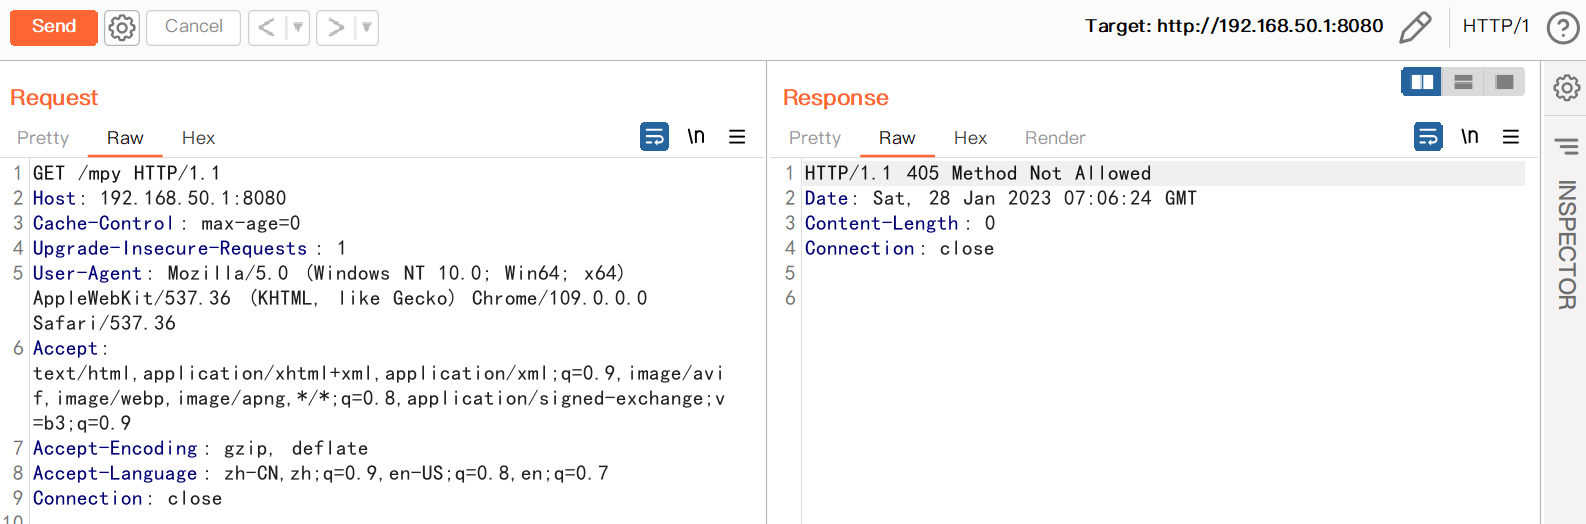 Send
Cancel
Target: http://192.168.50.1:8080
HTTP/1
Request
Pretty
Raw
Hex
\n
1 GET /mpy HTTP/1.1
2 Host: 192.168.50.1:8080
3 Cache-Control: max-age=0
4 Upgrade-Insecure-Requests: 1
5 User-Agent: Mozilla/5.0 (Windows NT 10.0; Win64; x64)
AppleWebKit/537.36 (KHTML, like Gecko) Chrome/109.0.0.0
Safari/537.36
6 Accept:
text/html,application/xhtml+xml,application/xml;q=0.9,image/avi
f,image/webp,image/apng,*/*;q=0.8,application/signed-exchange;v
=b3;q=0.9
7 Accept-Encoding: gzip, deflate
8 Accept-Language: zh-CN,zh;q=0.9,en-US;q=0.8,en;q=0.7
9 Connection: close
10
Response
Pretty
Raw
Hex
Render
\n
1 HTTP/1.1 405 Method Not Allowed
2 Date: Sat, 28 Jan 2023 07:06:24 GMT
3 Content-Length: 0
4 Connection: close
5
6
INSPECTOR